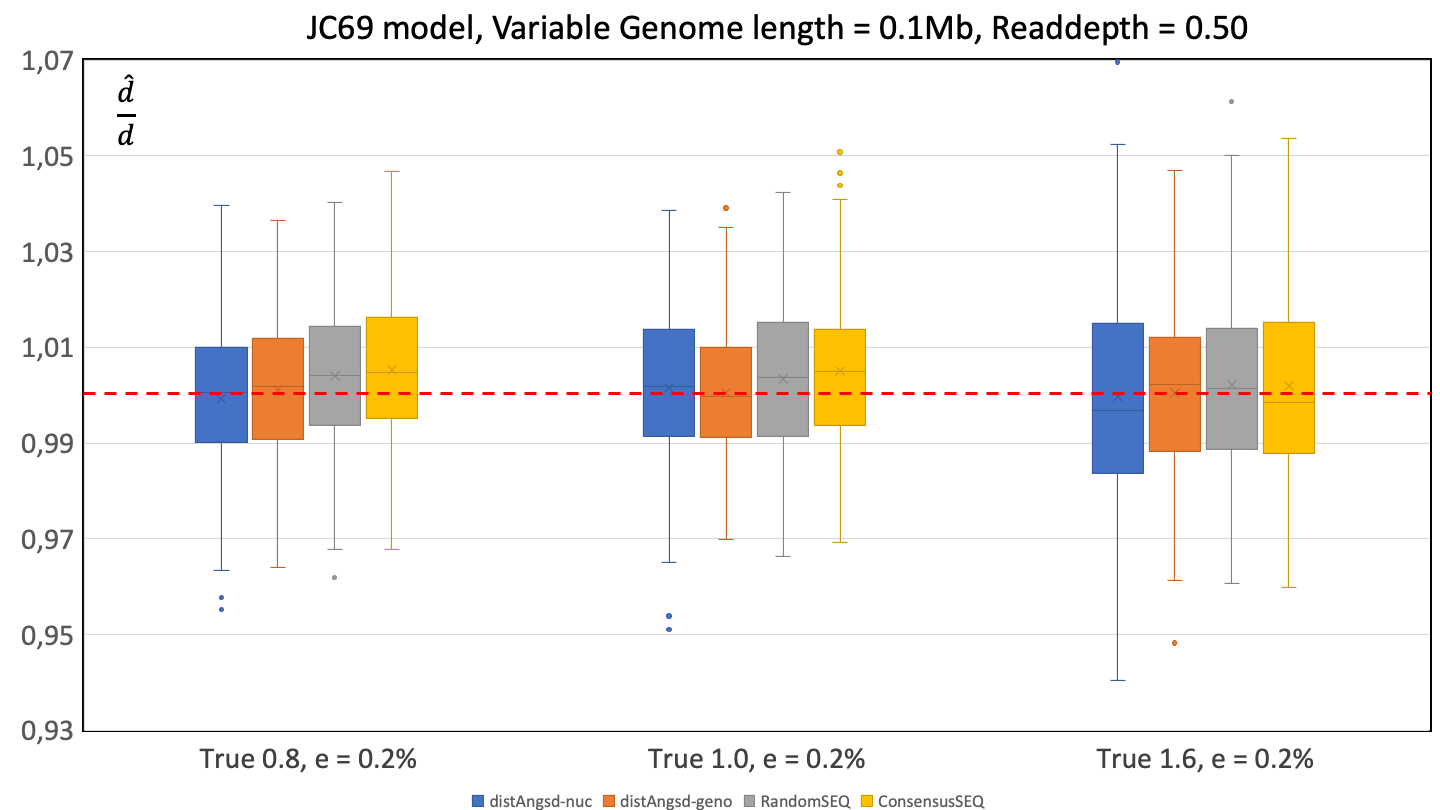 JC69 model, Variable Genome length = 0.1Mb, Readdepth = 0.50
1,07
d̂
d
1,05
1,03
1,01
0,99
0,97
0,95
0,93
True 0.8, e = 0.2% True 1.0, e = 0.2% True 1.6, e = 0.2%
distAngsd-nuc distAngsd-geno RandomSEQ ConsensusSEQ